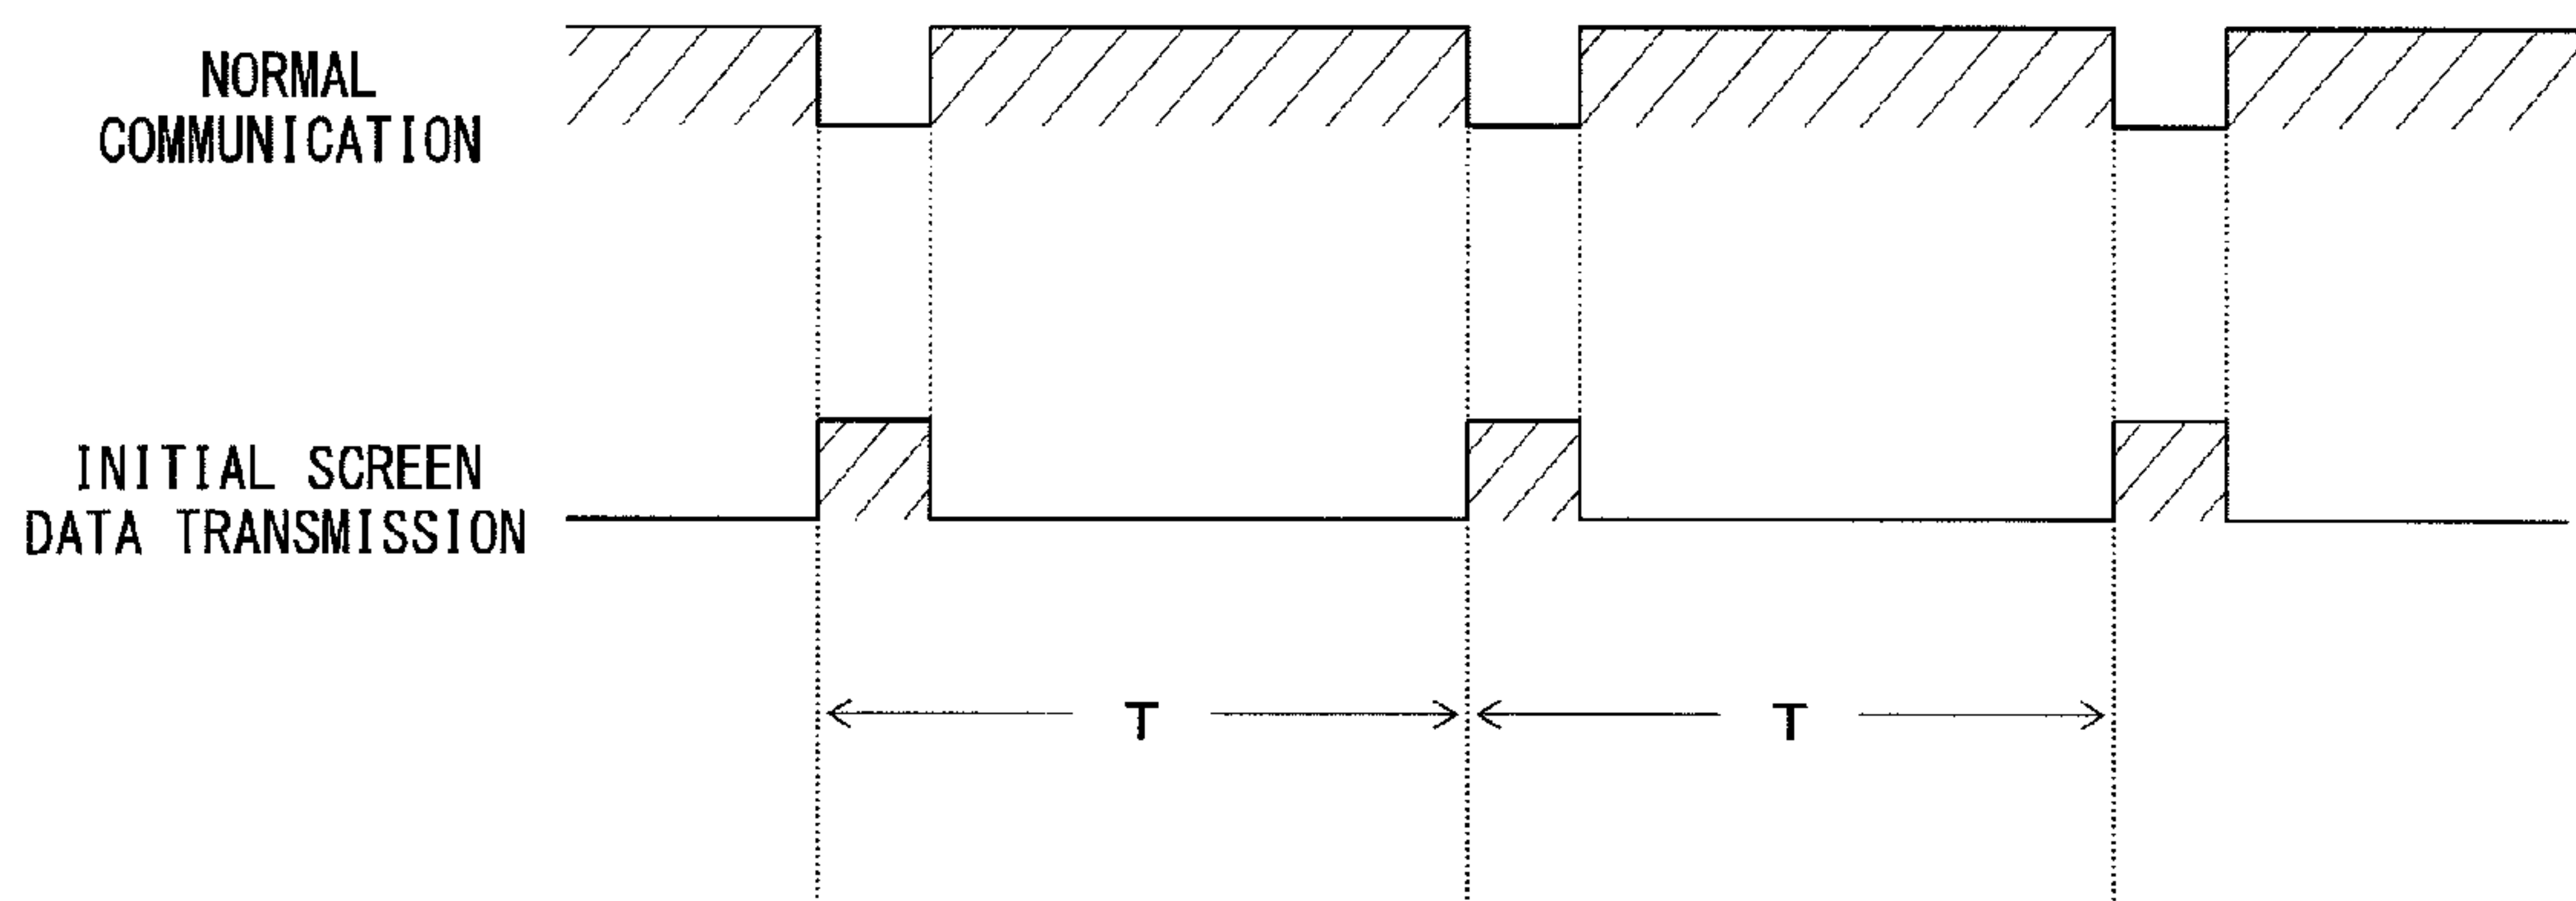 NORMAL
COMMUNICATION
INITIAL SCREEN
DATA TRANSMISSION
T
T